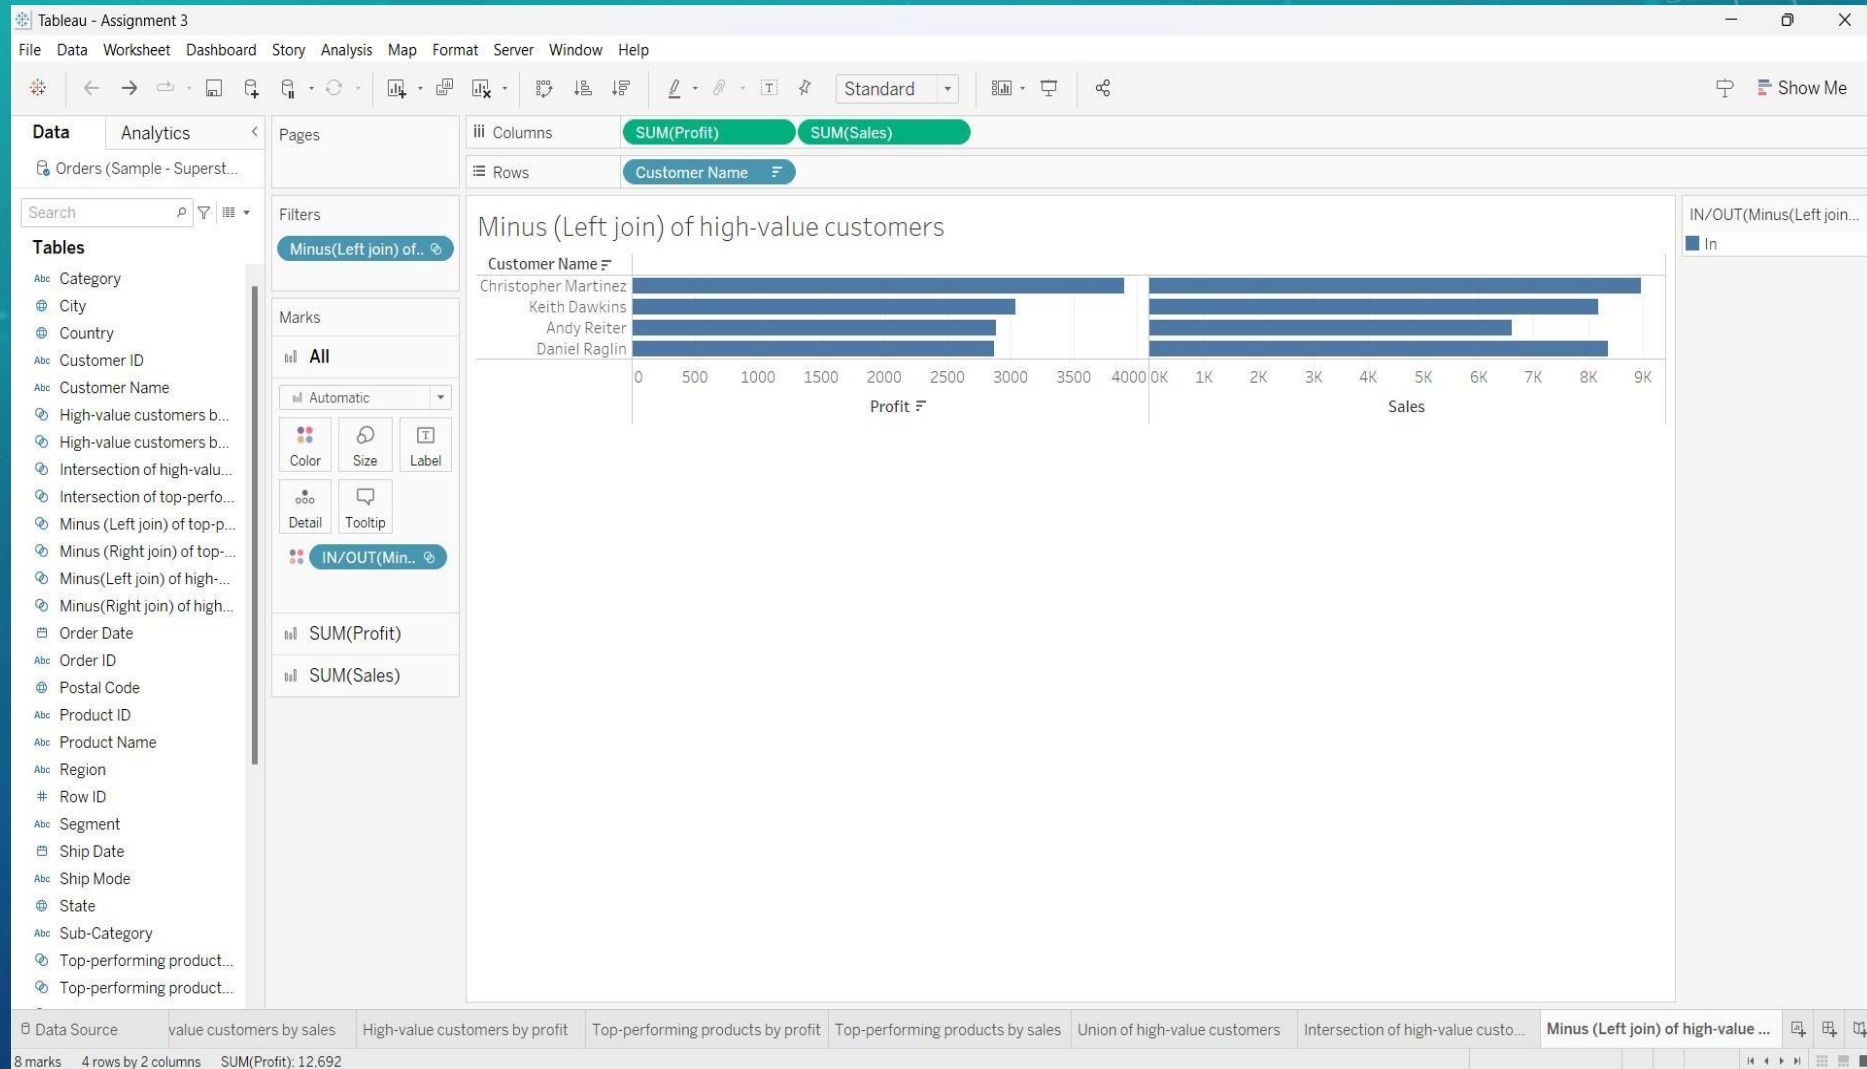 Tableau - Assignment 3
File Data Worksheet Dashboard Story Analysis Map Format Server Window Help
Standard
Show Me
Data Analytics
Orders (Sample - Superst...
Search
Tables
Abc Category
City
Country
Abc Customer ID
Abc Customer Name
High-value customers b...
High-value customers b...
Intersection of high-valu...
Intersection of top-perfo...
Minus (Left join) of top-p...
Minus (Right join) of top-...
Minus(Left join) of high-...
Minus(Right join) of high...
Order Date
Abc Order ID
Postal Code
Abc Product ID
Abc Product Name
Abc Region
# Row ID
Abc Segment
Ship Date
Abc Ship Mode
State
Abc Sub-Category
Top-performing product...
Top-performing product...
Pages
Filters
Minus(Left join) of..
Marks
All
Automatic
Color Size Label
T
Detail Tooltip
IN/OUT(Min..
SUM(Profit)
SUM(Sales)
Columns SUM(Profit) SUM(Sales)
Rows Customer Name
Minus (Left join) of high-value customers
Customer Name
Christopher Martinez
Keith Dawkins
Andy Reiter
Daniel Raglin
0 500 1000 1500 2000 2500 3000 3500 4000 0K 1K 2K 3K 4K 5K 6K 7K 8K 9K
Profit Sales
IN/OUT(Minus(Left join...
In
Data Source value customers by sales High-value customers by profit Top-performing products by profit Top-performing products by sales Union of high-value customers Intersection of high-value custo... Minus (Left join) of high-value ...
8 marks 4 rows by 2 columns SUM(Profit): 12,692